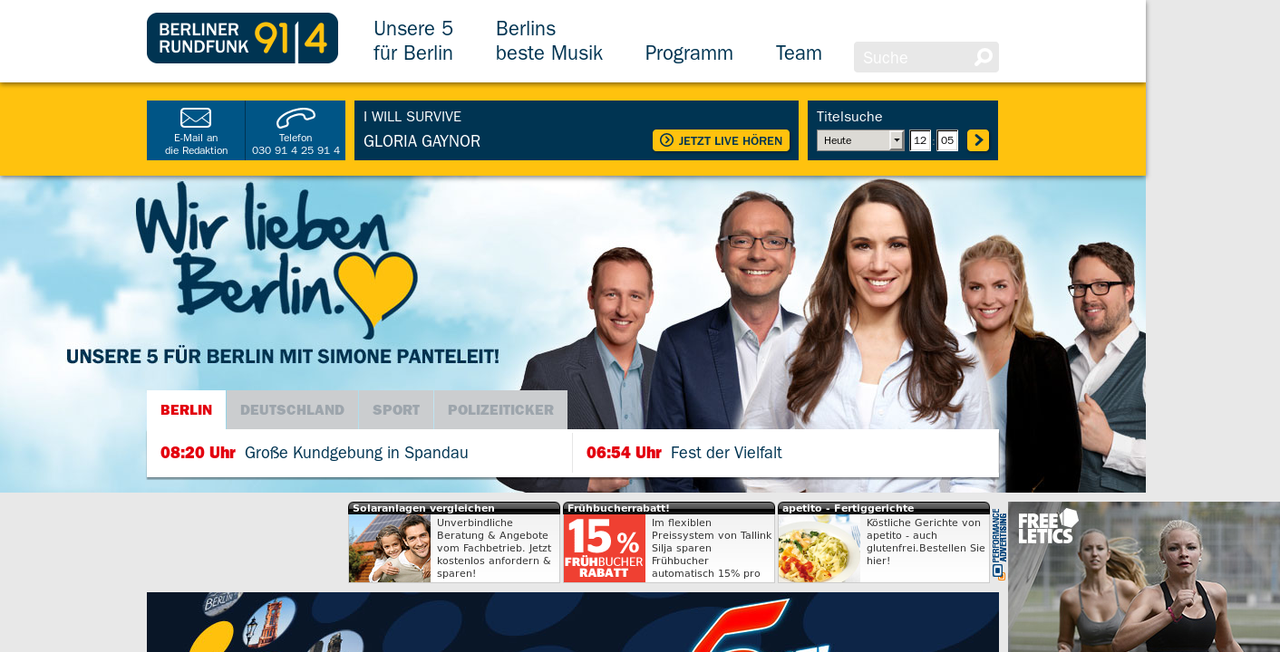 BERLINER
RUNDFUNK 91|4
Unsere 5
für Berlin
Berlins
beste Musik
Programm
Team
Suche
E-Mail an
die Redaktion
Telefon
030 91 4 25 91 4
I WILL SURVIVE
GLORIA GAYNOR
JETZT LIVE HÖREN
Titelsuche
Heute
12 : 05
Wir lieben
Berlin.
UNSERE 5 FÜR BERLIN MIT SIMONE PANTELEIT!
BERLIN
DEUTSCHLAND
SPORT
POLIZEITICKER
08:20 Uhr Große Kundgebung in Spandau
06:54 Uhr Fest der Vielfalt
Solaranlagen vergleichen
Unverbindliche
Beratung & Angebote
vom Fachbetrieb. Jetzt
kostenlos anfordern &
sparen!
Frühbucherrabatt!
15 %
FRÜHBUCHER
RABATT
Im flexiblen
Preissystem von Tallink
Silja sparen
Frühbucher
automatisch 15% pro
apetito - Fertiggerichte
Köstliche Gerichte von
apetito - auch
glutenfrei.Bestellen Sie
hier!
PERFORMANCE
ADVERTISING
FREE
LETICS
BERLIN
5